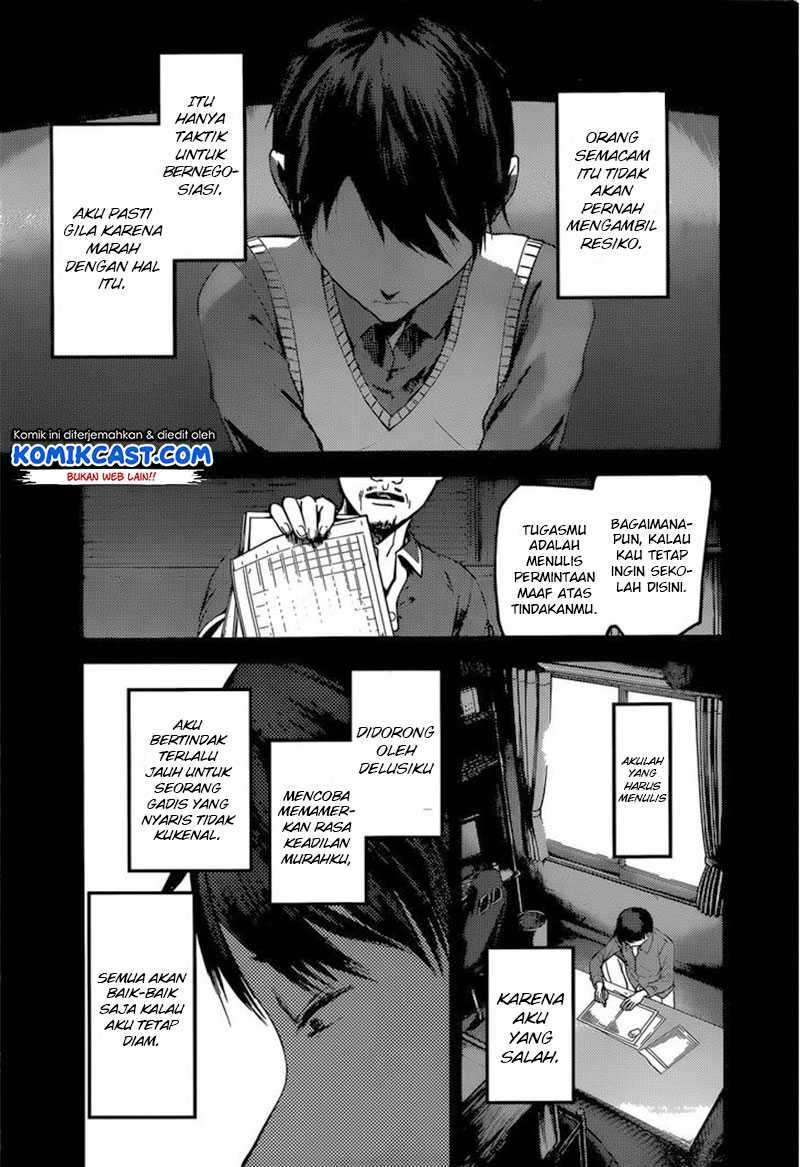 ORANG
SEMACAM
ITU TIDAK
AKAN
PERNAH
MENGAMBIL
RESIKO.
ITU
HANYA
TAKTIK
UNTUK
BERNEGO-
SIASI.
AKU PASTI
GILA KARENA
MARAH
DENGAN HAL
ITU.
Komik ini diterjemahkan & diedit oleh
KOMIKCAST.COM
BUKAN WEB LAIN!!
BAGAIMANA-
PUN, KALAU
KAU TETAP
INGIN SEKO-
LAH DISINI.
TUGASMU
ADALAH
MENULIS
PERMINTAAN
MAAF ATAS
TINDAKANMU.
AKULAH
YANG
HARUS
MENULIS
KARENA
AKU
YANG
SALAH.
DIDORONG
OLEH
DELUSIKU
MENCOBA
MEMAMER-
KAN RASA
KEADILAN
MURAHKU,
AKU
BERTINDAK
TERLALU
JAUH UNTUK
SEORANG
GADIS YANG
NYARIS TIDAK
KUKENAL.
SEMUA AKAN
BAIK-BAIK
SAJA KALAU
AKU TETAP
DIAM.